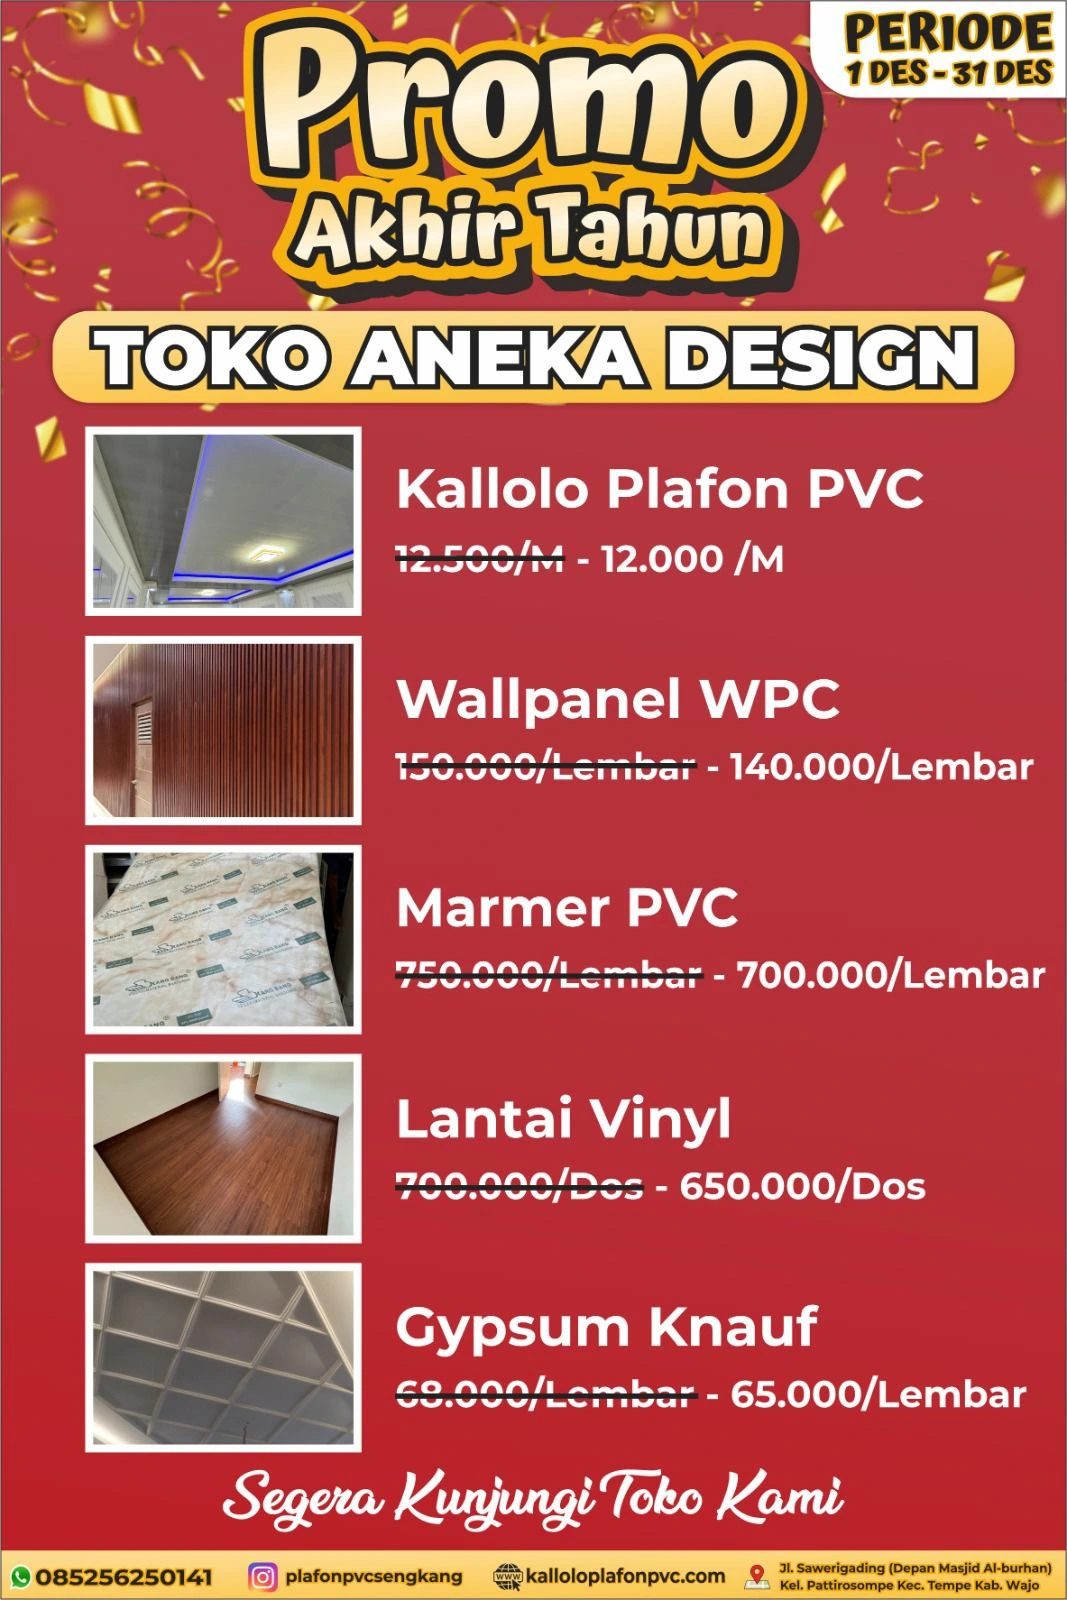 PERIODE
1 DES - 31 DES
Promo
Akhir Tahun
TOKO ANEKA DESIGN
Kallolo Plafon PVC
12.500/M - 12.000 /M
Wallpanel WPC
150.000/Lembar - 140.000/Lembar
KANG BANG
Marmer PVC
750.000/Lembar - 700.000/Lembar
Lantai Vinyl
700.000/Dos - 650.000/Dos
Gypsum Knauf
68.000/Lembar - 65.000/Lembar
Segera Kunjungi Toko Kami
085256250141
plafonpvcsengkang
www
kalloloplafonpvc.com
Jl. Sawerigading (Depan Masjid Al-burhan)
Kel. Pattirosompe Kec. Tempe Kab. Wajo